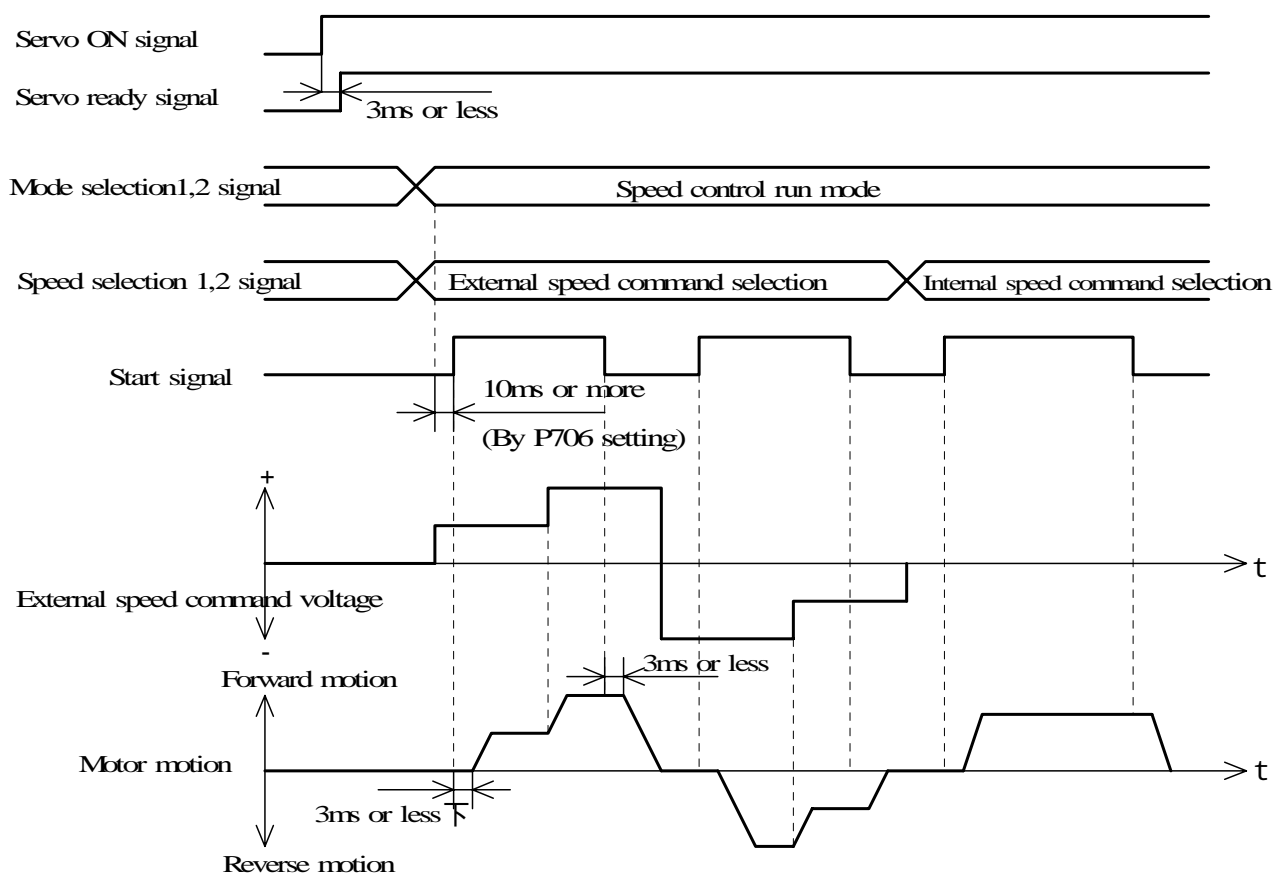 Servo ON signal
Servo ready signal
3ms or less
Mode selection1,2 signal
Speed control run mode
Speed selection 1,2 signal
External speed command selection
Internal speed command selection
Start signal
10ms or more
(By P706 setting)
+
t
External speed command voltage
-
3ms or less
Forward motion
Motor motion
t
3ms or less 下
Reverse motion